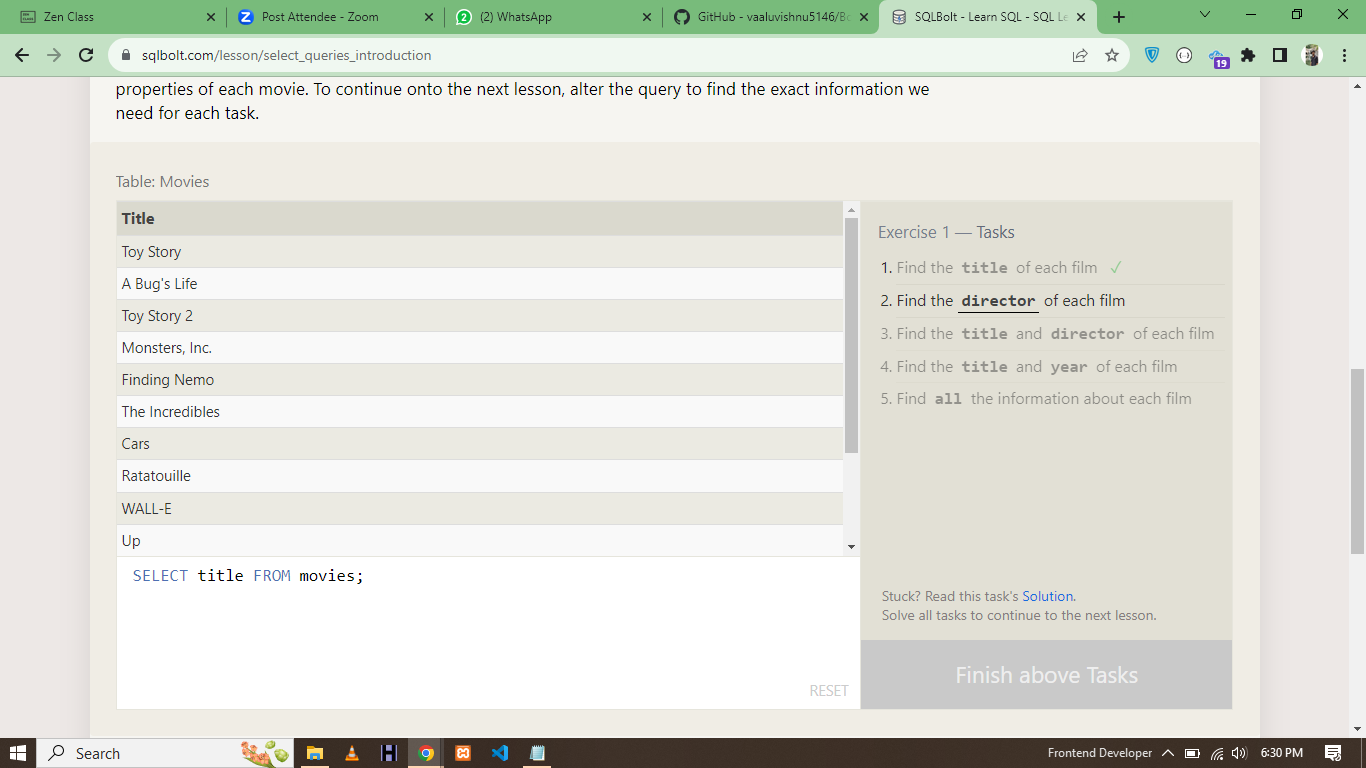 Zen Class
Post Attendee - Zoom
(2) WhatsApp
GitHub - vaaluvishnu5146/Bo
SQLBolt - Learn SQL - SQL Le
sqlbolt.com/lesson/select_queries_introduction
19
properties of each movie. To continue onto the next lesson, alter the query to find the exact information we
need for each task.
Table: Movies
Title
Toy Story
A Bug's Life
Toy Story 2
Monsters, Inc.
Finding Nemo
The Incredibles
Cars
Ratatouille
WALL-E
Up
SELECT title FROM movies;
RESET
Exercise 1 — Tasks
1. Find the title of each film ✓
2. Find the director of each film
3. Find the title and director of each film
4. Find the title and year of each film
5. Find all the information about each film
Stuck? Read this task's Solution.
Solve all tasks to continue to the next lesson.
Finish above Tasks
Search
Frontend Developer
6:30 PM